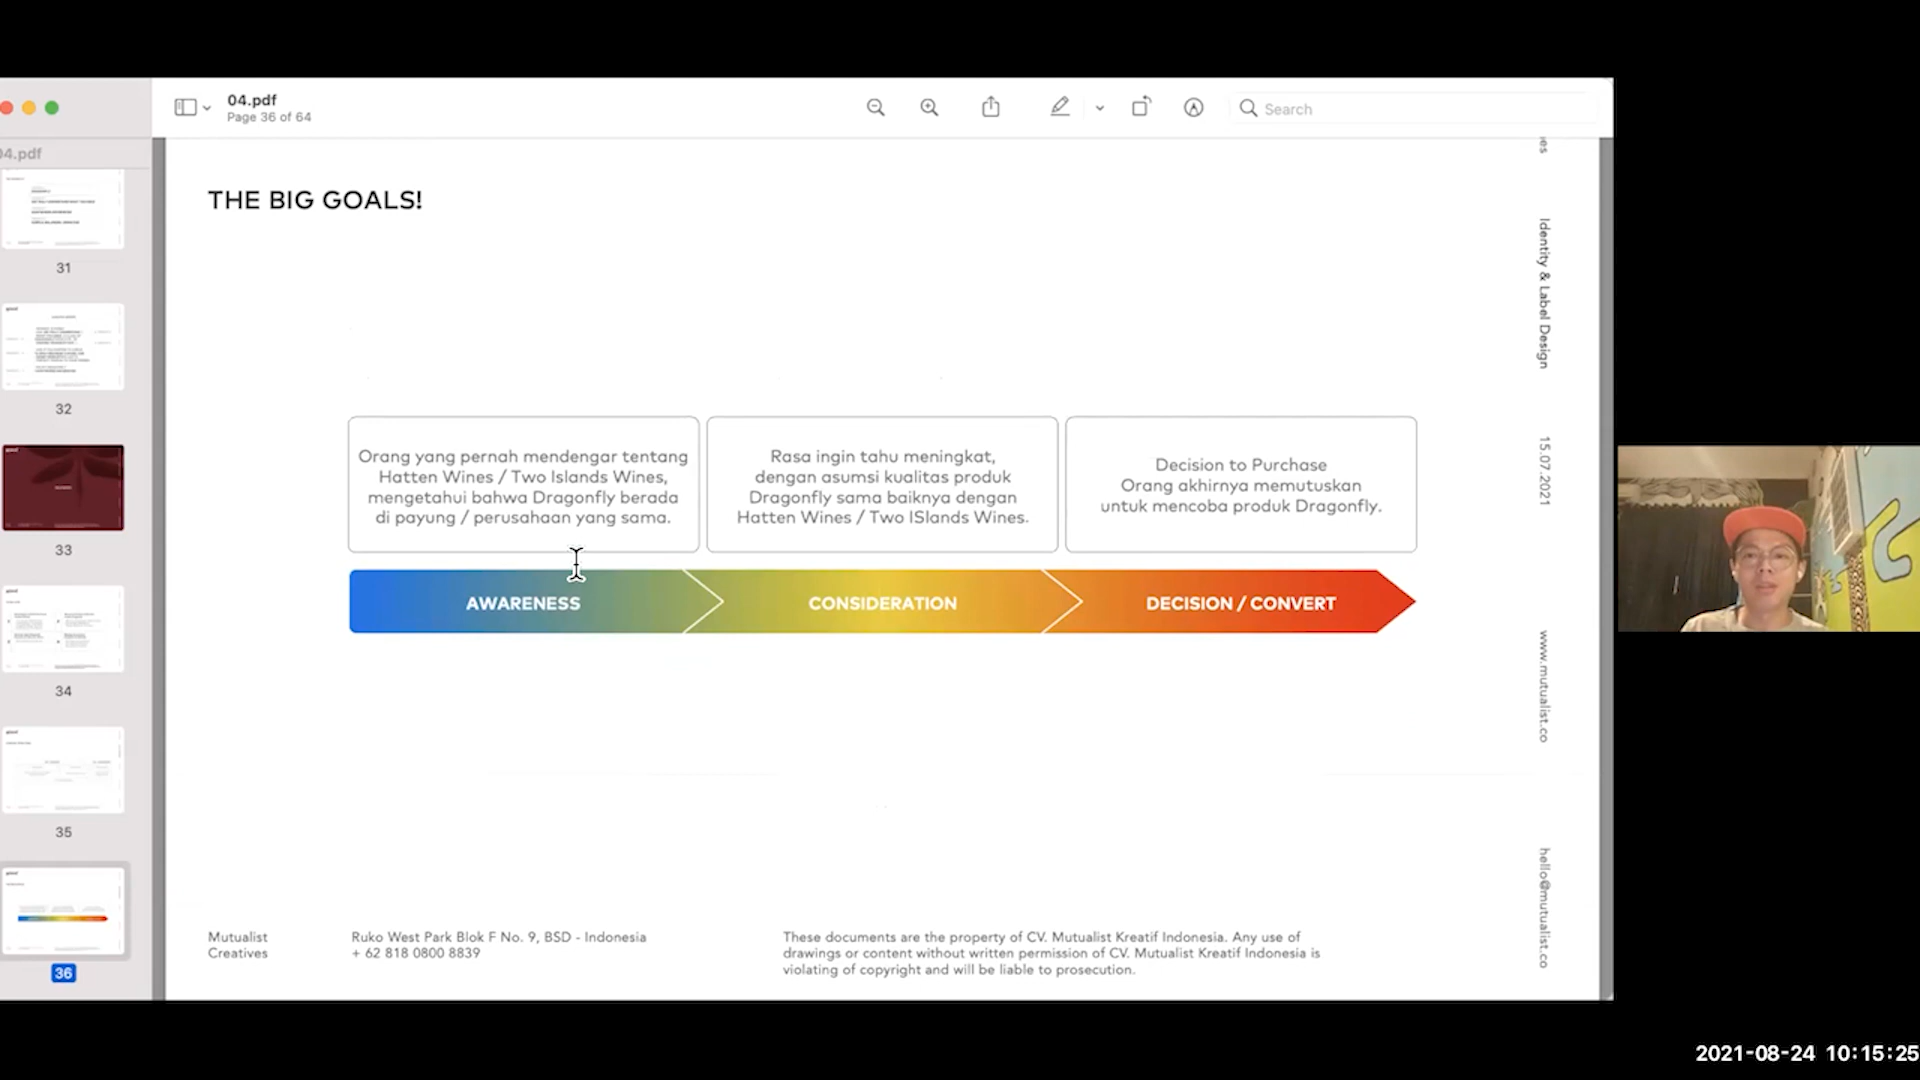 04.pdf
Page 36 of 64
Search
04.pdf
31
32
33
34
35
36
THE BIG GOALS!
Orang yang pernah mendengar tentang
Hatten Wines / Two Islands Wines,
mengetahui bahwa Dragonfly berada
di payung / perusahaan yang sama.
Rasa ingin tahu meningkat,
dengan asumsi kualitas produk
Dragonfly sama baiknya dengan
Hatten Wines / Two ISlands Wines.
Decision to Purchase
Orang akhirnya memutuskan
untuk mencoba produk Dragonfly.
AWARENESS
CONSIDERATION
DECISION / CONVERT
Identity & Label Design
15.07.2021
www.mutualist.co
hello@mutualist.co
Mutualist
Creatives
Ruko West Park Blok F No. 9, BSD - Indonesia
+ 62 818 0800 8839
These documents are the property of CV. Mutualist Kreatif Indonesia. Any use of
drawings or content without written permission of CV. Mutualist Kreatif Indonesia is
violating of copyright and will be liable to prosecution.
2021-08-24 10:15:25